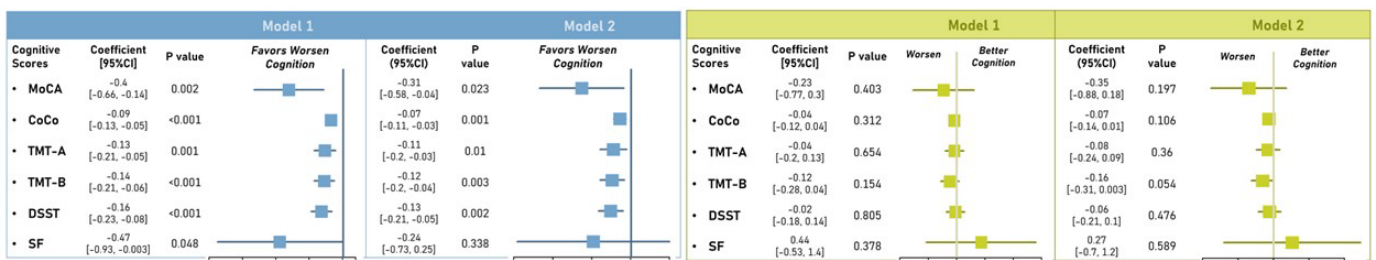 Model 1 Model 2
Cognitive Scores Coefficient [95%CI] P value Favors Worsen Cognition Coefficient (95%CI) P value Favors Worsen Cognition
• MoCA -0.4 [-0.66, -0.14] 0.002 -0.31 [-0.58, -0.04] 0.023
• CoCo -0.09 [-0.13, -0.05] <0.001 -0.07 [-0.11, -0.03] 0.001
• TMT-A -0.13 [-0.21, -0.05] 0.001 -0.11 [-0.2, -0.03] 0.01
• TMT-B -0.14 [-0.21, -0.06] <0.001 -0.12 [-0.2, -0.04] 0.003
• DSST -0.16 [-0.23, -0.08] <0.001 -0.13 [-0.21, -0.05] 0.002
• SF -0.47 [-0.93, -0.003] 0.048 -0.24 [-0.73, 0.25] 0.338
Model 1 Model 2
Cognitive Scores Coefficient [95%CI] P value Worsen Better Cognition Coefficient (95%CI) P value Worsen Better Cognition
• MoCA -0.23 [-0.77, 0.3] 0.403 -0.35 [-0.88, 0.18] 0.197
• CoCo -0.04 [-0.12, 0.04] 0.312 -0.07 [-0.14, 0.01] 0.106
• TMT-A -0.04 [-0.2, 0.13] 0.654 -0.08 [-0.24, 0.09] 0.36
• TMT-B -0.12 [-0.28, 0.04] 0.154 -0.16 [-0.31, 0.003] 0.054
• DSST -0.02 [-0.18, 0.14] 0.805 -0.06 [-0.21, 0.1] 0.476
• SF 0.44 [-0.53, 1.4] 0.378 0.27 [-0.7, 1.2] 0.589